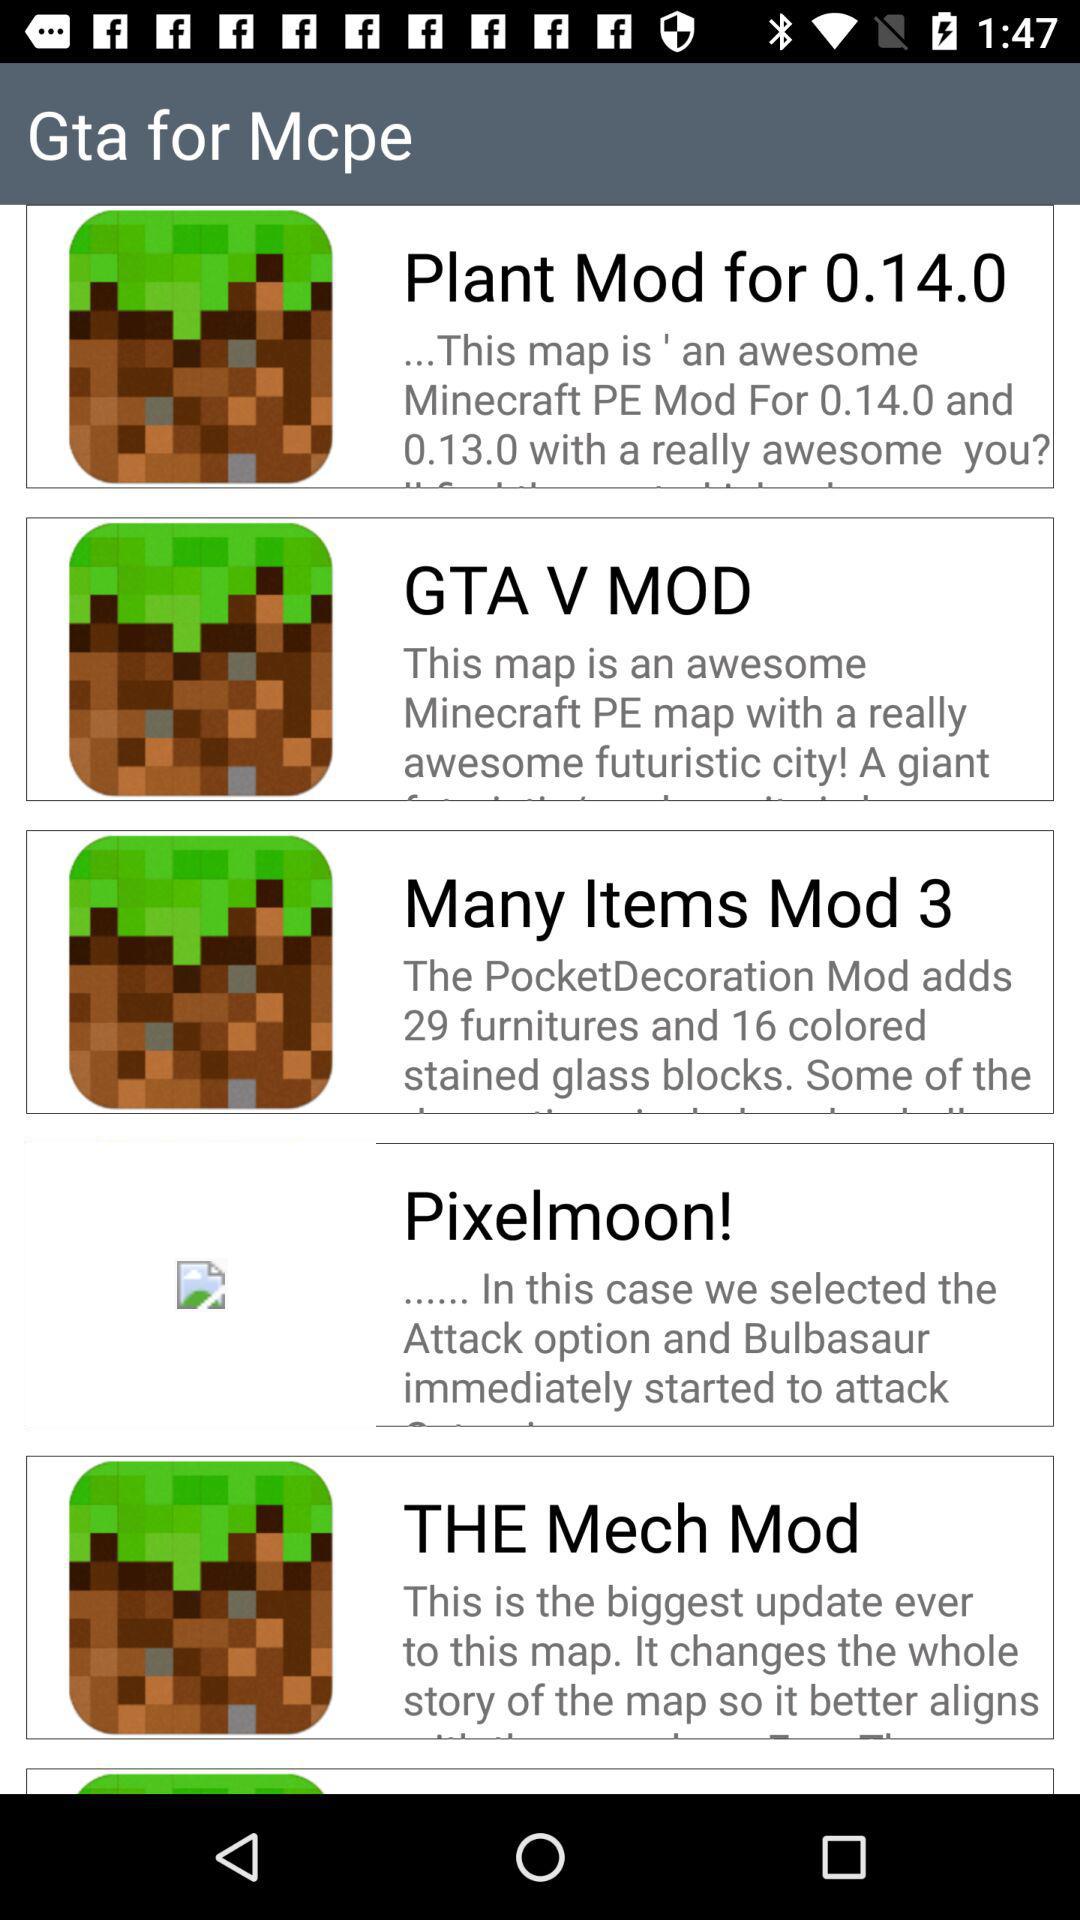 1:47
Gta for Mcpe
Plant Mod for 0.14.0
...This map is ' an awesome
Minecraft PE Mod For 0.14.0 and
0.13.0 with a really awesome  you?
GTA V MOD
This map is an awesome
Minecraft PE map with a really
awesome futuristic city! A giant
Many Items Mod 3
The PocketDecoration Mod adds
29 furnitures and 16 colored
stained glass blocks. Some of the
Pixelmoon!
...... In this case we selected the
Attack option and Bulbasaur
immediately started to attack
THE Mech Mod
This is the biggest update ever
to this map. It changes the whole
story of the map so it better aligns